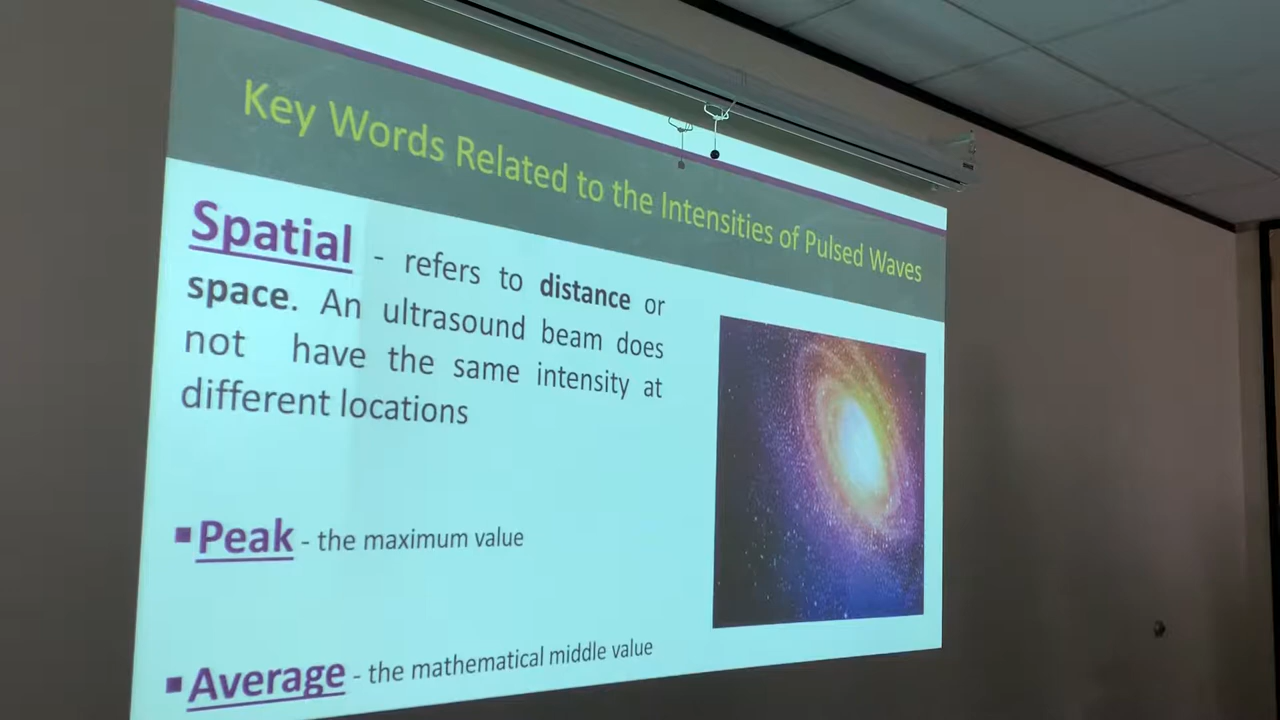 Key Words Related to the Intensities of Pulsed Waves
Spatial - refers to distance or
space. An ultrasound beam does
not have the same intensity at
different locations
▪Peak - the maximum value
▪Average - the mathematical middle value